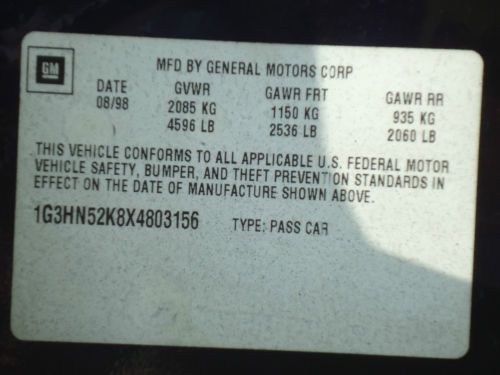 GM
MFD BY GENERAL MOTORS CORP
DATE GVWR GAWR FRT GAWR RR
08/98 2085 KG 1150 KG 935 KG
4596 LB 2536 LB 2060 LB
THIS VEHICLE CONFORMS TO ALL APPLICABLE U.S. FEDERAL MOTOR
VEHICLE SAFETY, BUMPER, AND THEFT PREVENTION STANDARDS IN
EFFECT ON THE DATE OF MANUFACTURE SHOWN ABOVE.
1G3HN52K8X4803156 TYPE: PASS CAR